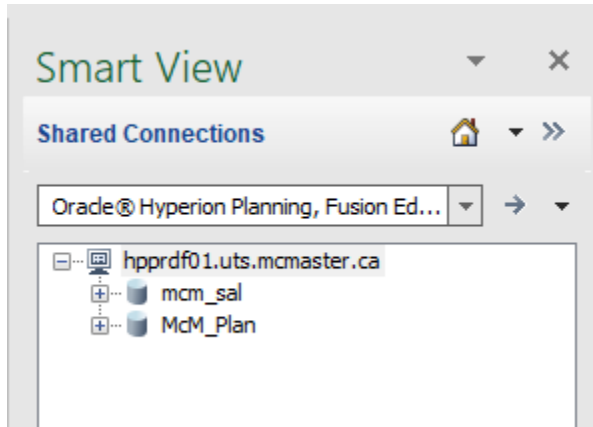 Smart View
Shared Connections
Oracle® Hyperion Planning, Fusion Ed...
hpprdf01.uts.mcmaster.ca
mcm_sal
McM_Plan